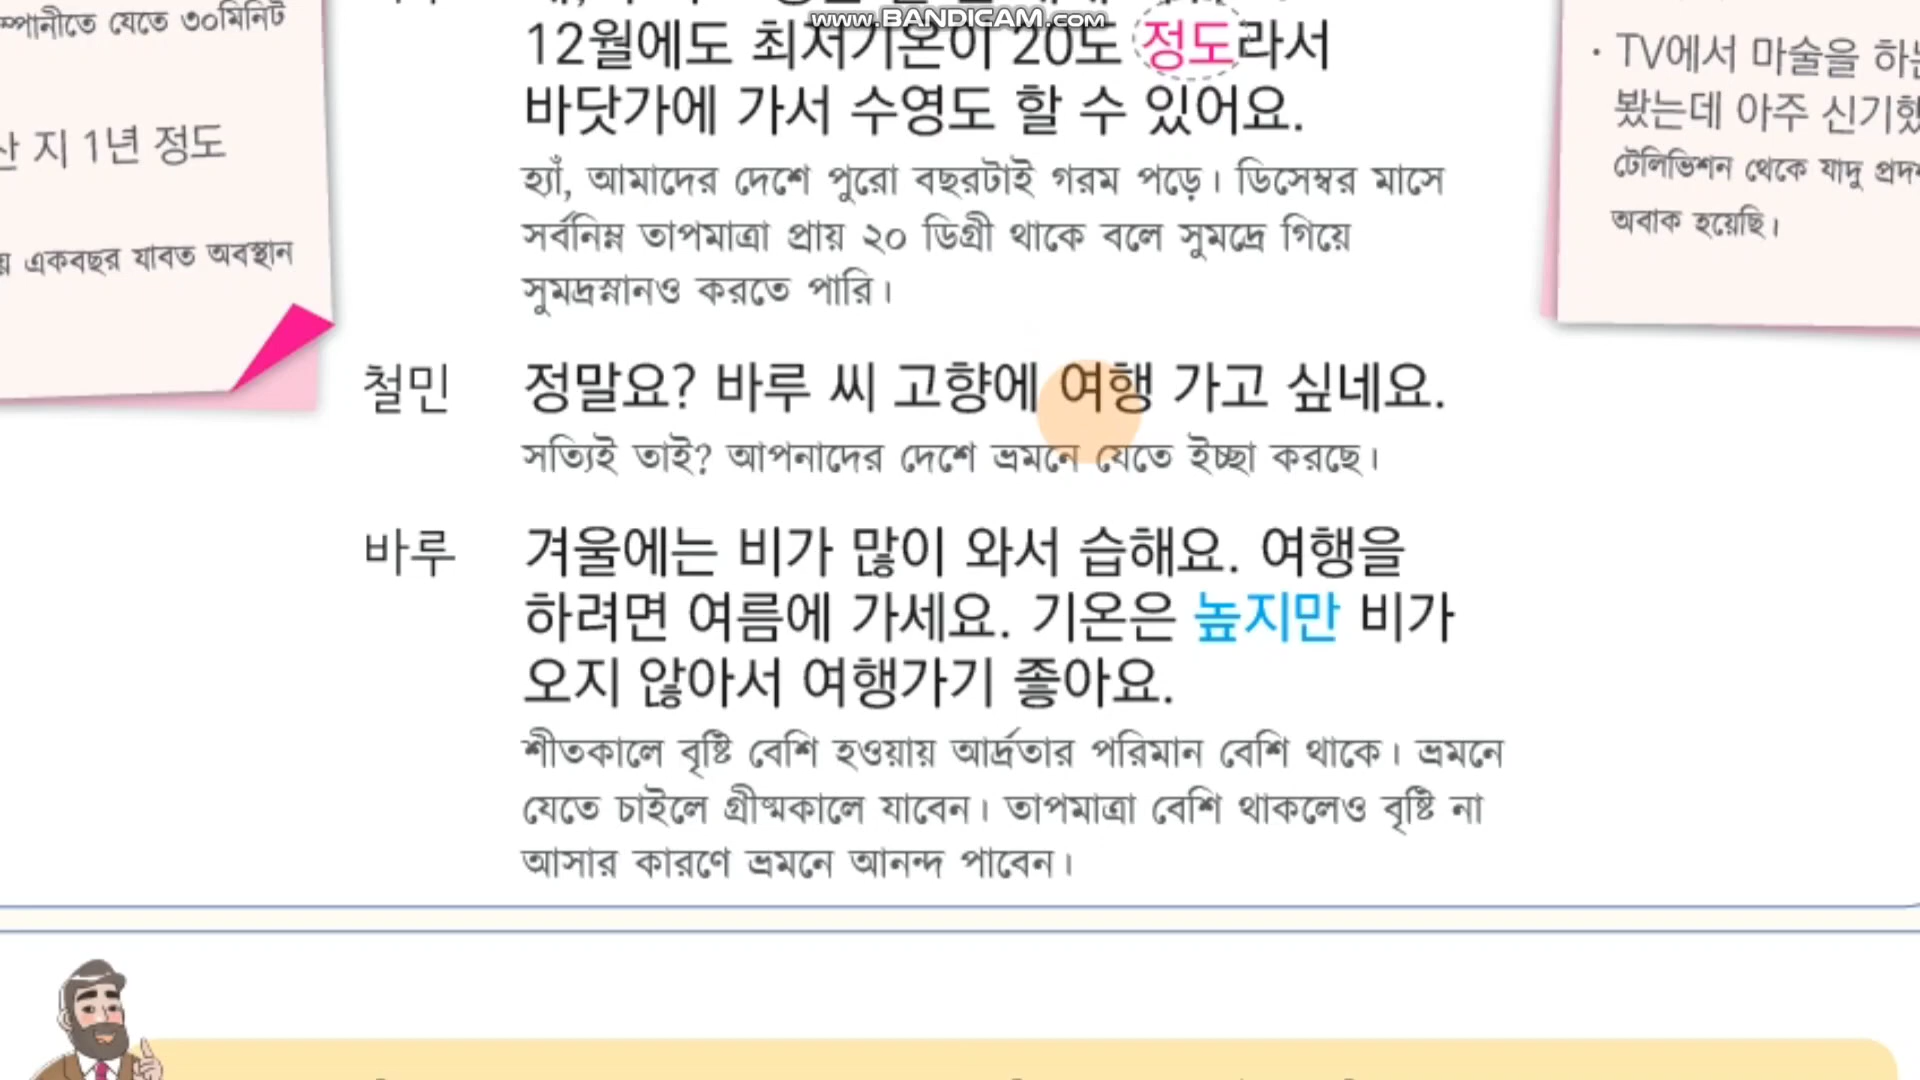 www.BANDICAM.com
ম্পানীতে যেতে ৩০মিনিট
산 지 1년 정도
একবছর যাবত অবস্থান
12월에도 최저기온이 20도 정도라서
바닷가에 가서 수영도 할 수 있어요.
হ্যাঁ, আমাদের দেশে পুরো বছরটাই গরম পড়ে। ডিসেম্বর মাসে
সর্বনিম্ন তাপমাত্রা প্রায় ২০ ডিগ্রী থাকে বলে সুমদ্রে গিয়ে
সুমদ্রস্নানও করতে পারি।
철민 정말요? 바루 씨 고향에 여행 가고 싶네요.
সত্যিই তাই? আপনাদের দেশে ভ্রমনে যেতে ইচ্ছা করছে।
바루 겨울에는 비가 많이 와서 습해요. 여행을
하려면 여름에 가세요. 기온은 높지만 비가
오지 않아서 여행가기 좋아요.
শীতকালে বৃষ্টি বেশি হওয়ায় আর্দ্রতার পরিমান বেশি থাকে। ভ্রমনে
যেতে চাইলে গ্রীষ্মকালে যাবেন। তাপমাত্রা বেশি থাকলেও বৃষ্টি না
আসার কারণে ভ্রমনে আনন্দ পাবেন।
· TV에서 마술을 하
봤는데 아주 신기했
টেলিভিশন থেকে যাদু প্রদ
অবাক হয়েছি।